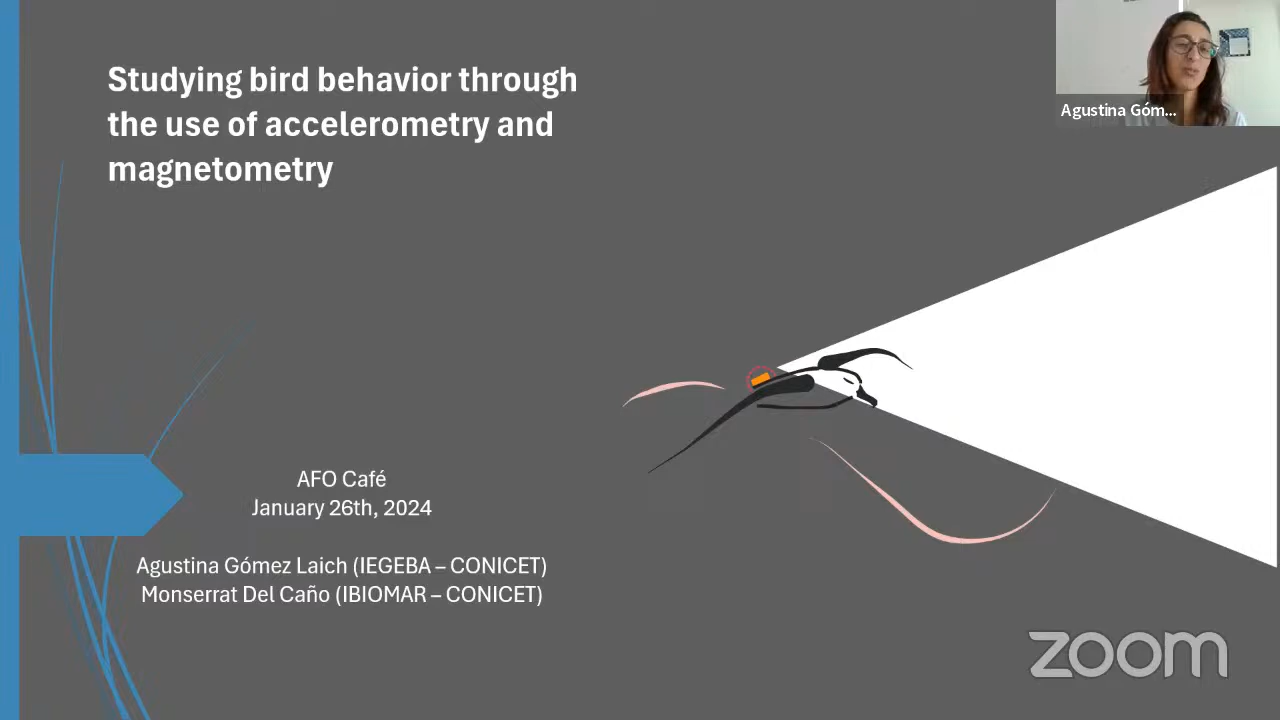 Studying bird behavior through
the use of accelerometry and
magnetometry
Agustina Góm...
AFO Café
January 26th, 2024
Agustina Gómez Laich (IEGEBA – CONICET)
Monserrat Del Caño (IBIOMAR – CONICET)
zoom